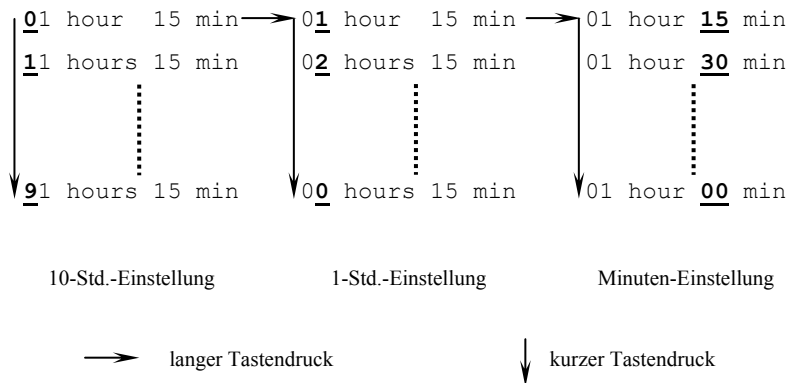 01 hour 15 min 01 hour 15 min 01 hour 15 min
11 hours 15 min 02 hours 15 min 01 hour 30 min
91 hours 15 min 00 hours 15 min 01 hour 00 min
10-Std.-Einstellung 1-Std.-Einstellung Minuten-Einstellung
langer Tastendruck kurzer Tastendruck